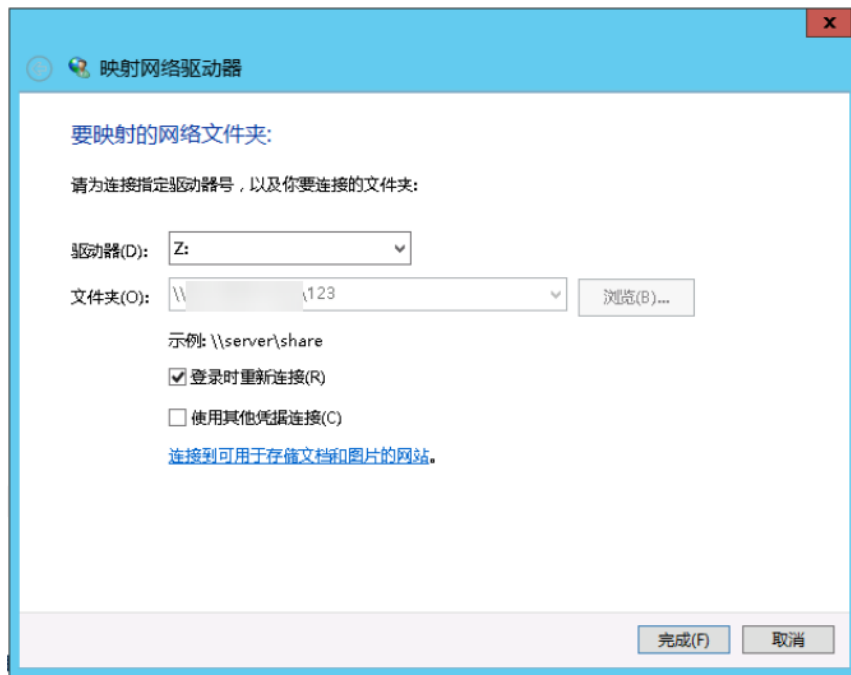 x
映射网络驱动器
要映射的网络文件夹:
请为连接指定驱动器号，以及你要连接的文件夹:
驱动器(D): Z:
文件夹(O): \\ \123 浏览(B)...
示例: \\server\share
登录时重新连接(R)
使用其他凭据连接(C)
连接到可用于存储文档和图片的网站。
完成(F) 取消